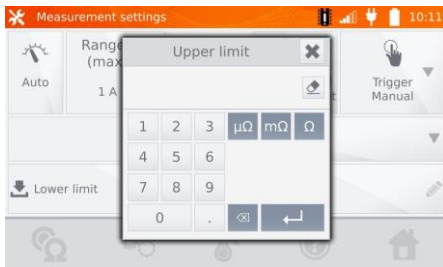 Measurement settings 10:11
Upper limit
Auto
Range
(max
1 A
Trigger
Manual
1 2 3 µΩ mΩ Ω
4 5 6
7 8 9
0 .
Lower limit
Ω